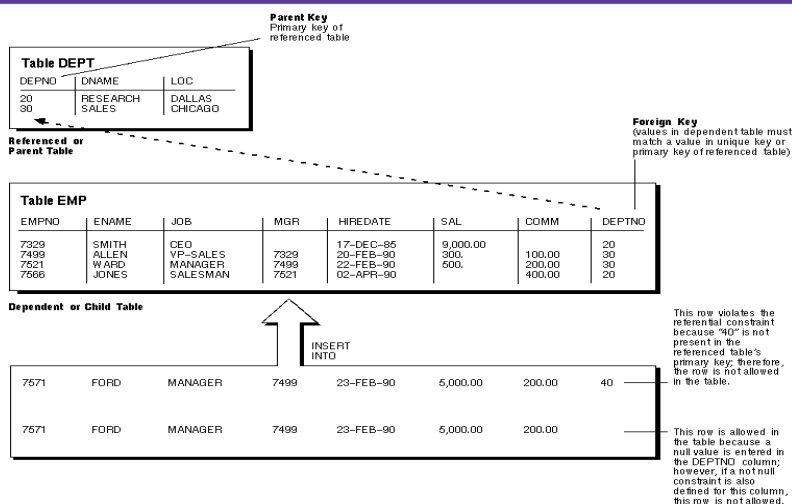 Parent Key
Primary key of
referenced table
Table DEPT
DEPNO DNAME LOC
20 RESEARCH DALLAS
30 SALES CHICAGO
Referenced or
Parent Table
Foreign Key
(values in dependent table must
match a value in unique key or
primary key of referenced table)
Table EMP
EMPNO ENAME JOB MGR HIREDATE SAL COMM DEPTNO
7329 SMITH CEO 17-DEC-85 9,000.00 20
7499 ALLEN VP-SALES 7329 20-FEB-90 300. 100.00 30
7521 WARD MANAGER 7499 22-FEB-90 500. 200.00 30
7566 JONES SALESMAN 7521 02-APR-90 400.00 20
Dependent or Child Table
INSERT
INTO
This row violates the
referential constraint
because "40" is not
present in the
referenced table's
primary key; therefore,
the row is not allowed
in the table.
7571 FORD MANAGER 7499 23-FEB-90 5,000.00 200.00 40
7571 FORD MANAGER 7499 23-FEB-90 5,000.00 200.00
This row is allowed in
the table because a
null value is entered in
the DEPTNO column;
however, if a not null
constraint is also
defined for this column,
this row is not allowed.